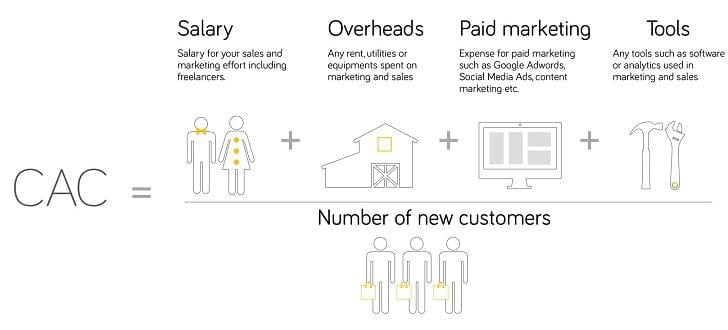 Salary
Salary for your sales and
marketing effort including
freelancers.
Overheads
Any rent, utilities or
equipments spent on
marketing and sales
Paid marketing
Expense for paid marketing
such as Google Adwords,
Social Media Ads, content
marketing etc.
Tools
Any tools such as software
or analytics used in
marketing and sales
+ + +
CAC =
Number of new customers